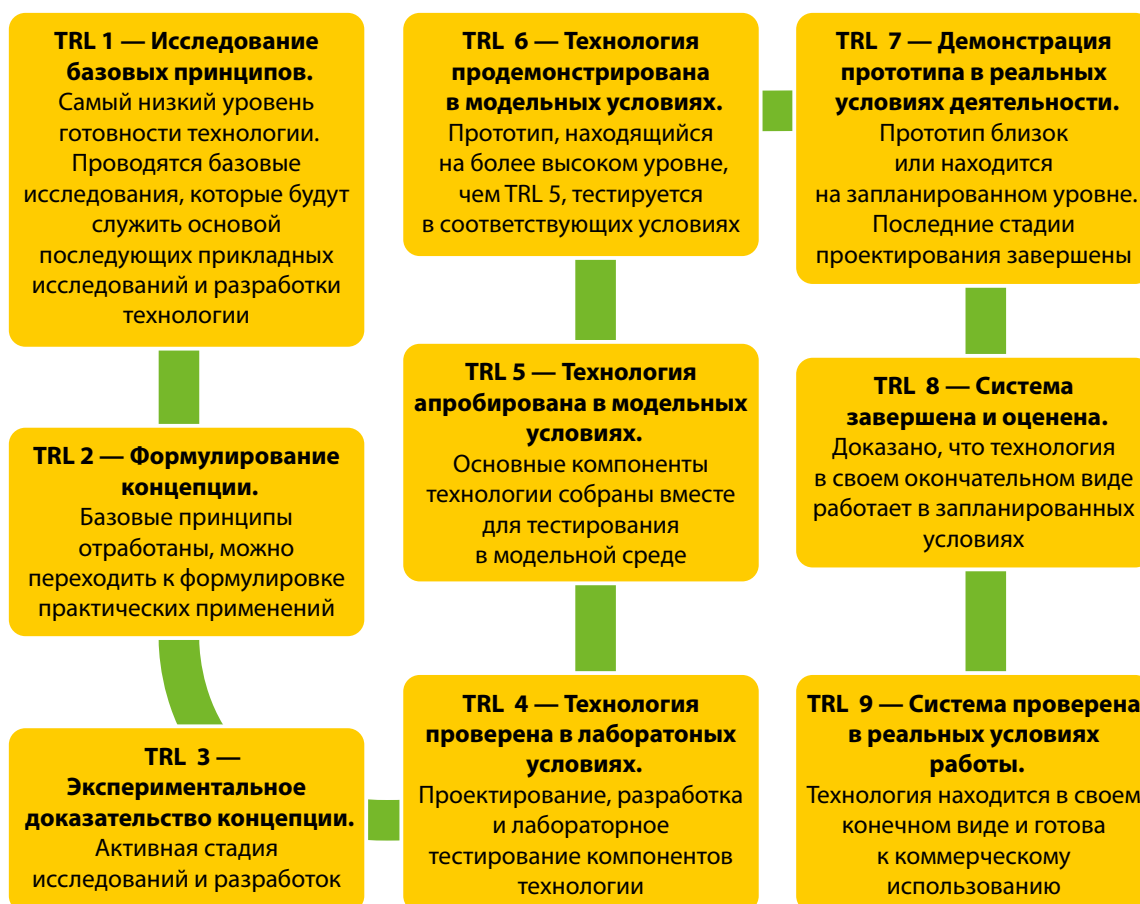 TRL 1 — Исследование
базовых принципов.
Самый низкий уровень
готовности технологии.
Проводятся базовые
исследования, которые будут
служить основой
последующих прикладных
исследований и разработки
технологии
TRL 2 — Формулирование
концепции.
Базовые принципы
отработаны, можно
переходить к формулировке
практических применений
TRL 3 —
Экспериментальное
доказательство концепции.
Активная стадия
исследований и разработок
TRL 4 — Технология
проверена в лаборатоных
условиях.
Проектирование, разработка
и лабораторное
тестирование компонентов
технологии
TRL 5 — Технология
апробирована в модельных
условиях.
Основные компоненты
технологии собраны вместе
для тестирования
в модельной среде
TRL 6 — Технология
продемонстрирована
в модельных условиях.
Прототип, находящийся
на более высоком уровне,
чем TRL 5, тестируется
в соответствующих условиях
TRL 7 — Демонстрация
прототипа в реальных
условиях деятельности.
Прототип близок
или находится
на запланированном уровне.
Последние стадии
проектирования завершены
TRL 8 — Система
завершена и оценена.
Доказано, что технология
в своем окончательном виде
работает в запланированных
условиях
TRL 9 — Система проверена
в реальных условиях
работы.
Технология находится в своем
конечном виде и готова
к коммерческому
использованию